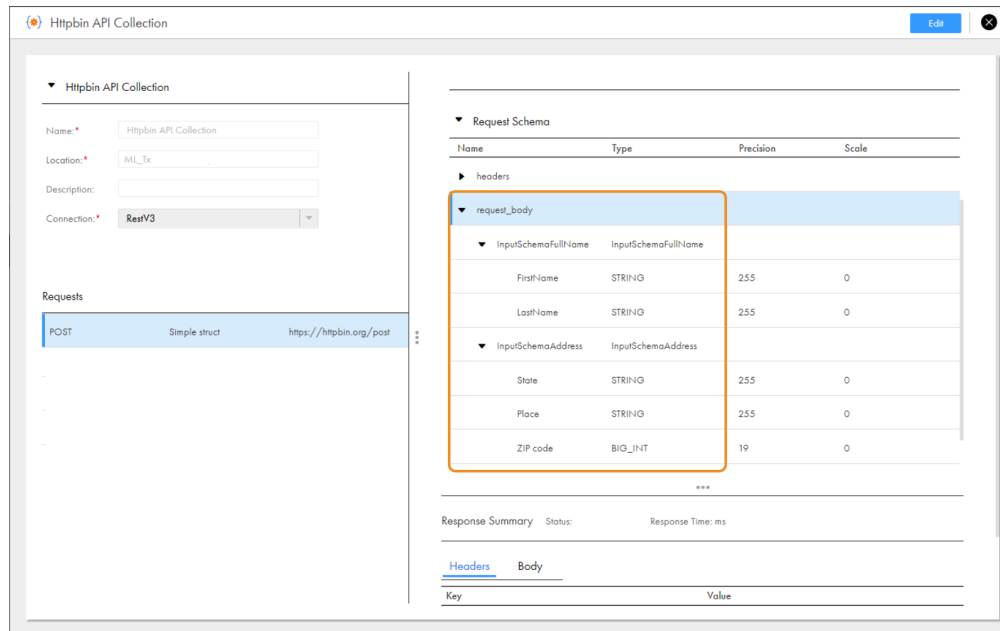 Httpbin API Collection
Edit
Httpbin API Collection
Name:* Httpbin API Collection
Location:* ML_Tx
Description:
Connection:* RestV3
Requests
POST Simple struct https://httpbin.org/post
Request Schema
Name Type Precision Scale
headers
request_body
InputSchemaFullName InputSchemaFullName
FirstName STRING 255 0
LastName STRING 255 0
InputSchemaAddress InputSchemaAddress
State STRING 255 0
Place STRING 255 0
ZIP code BIG_INT 19 0
Response Summary Status: Response Time: ms
Headers Body
Key Value